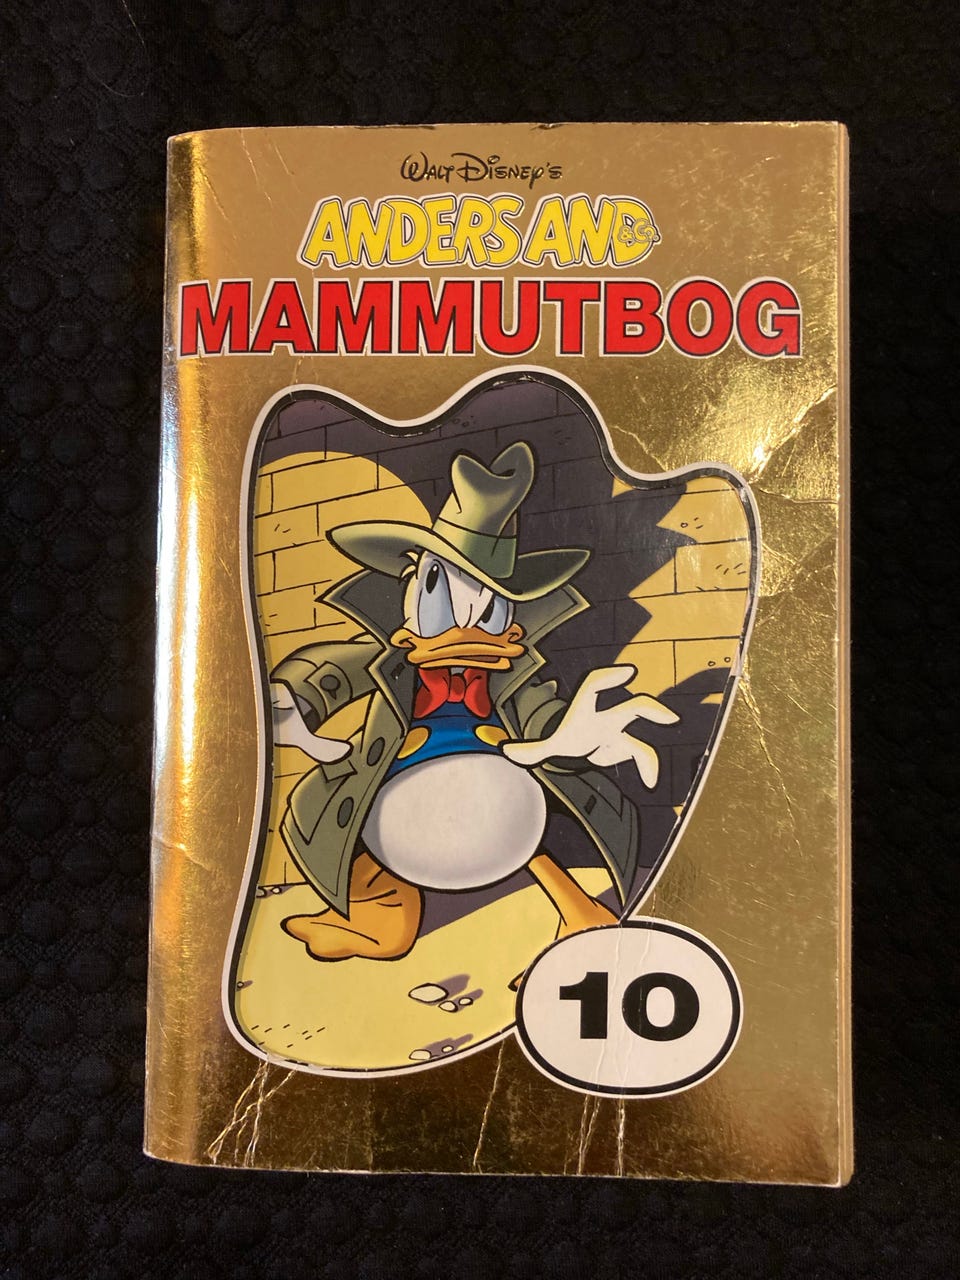 WALT DISNEY'S
ANDERS AND &CO.
MAMMUTBOG
10